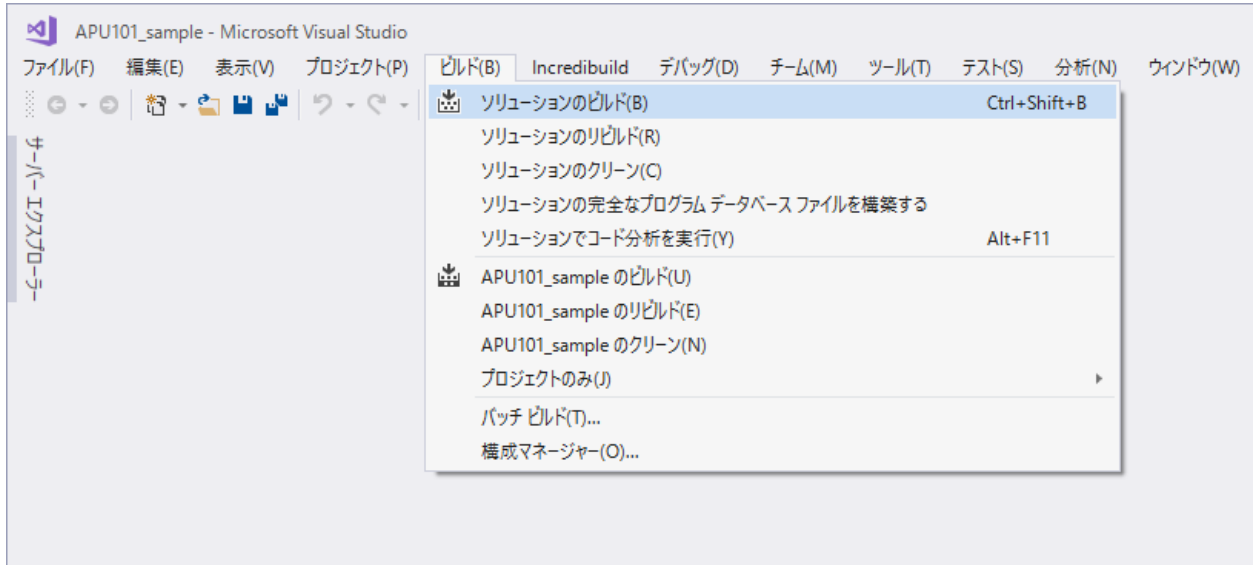 APU101_sample - Microsoft Visual Studio
ファイル(F) 編集(E) 表示(V) プロジェクト(P) ビルド(B) Incredibuild デバッグ(D) チーム(M) ツール(T) テスト(S) 分析(N) ウインドウ(W)
ソリューションのビルド(B) Ctrl+Shift+B
ソリューションのリビルド(R)
ソリューションのクリーン(C)
ソリューションの完全なプログラム データベース ファイルを構築する
ソリューションでコード分析を実行(Y) Alt+F11
APU101_sample のビルド(U)
APU101_sample のリビルド(E)
APU101_sample のクリーン(N)
プロジェクトのみ(J)
バッチ ビルド(T)...
構成マネージャー(O)...
サーバー エクスプローラー